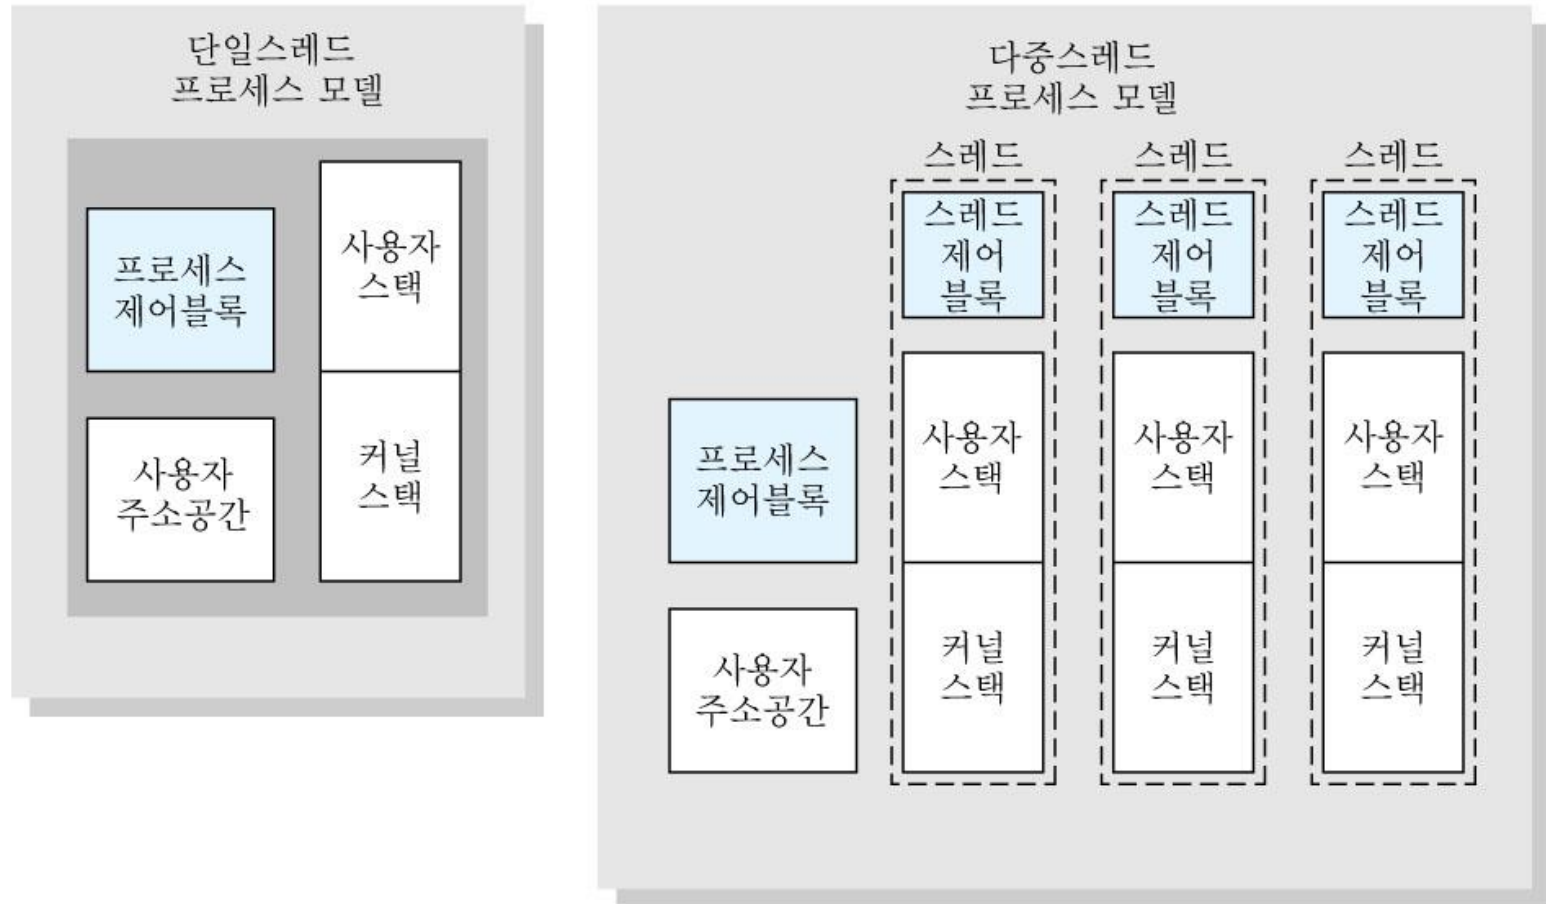 단일스레드
프로세스 모델
프로세스
제어블록
사용자
주소공간
사용자
스택
커널
스택
다중스레드
프로세스 모델
프로세스
제어블록
사용자
주소공간
스레드
스레드
제어
블록
사용자
스택
커널
스택
스레드
스레드
제어
블록
사용자
스택
커널
스택
스레드
스레드
제어
블록
사용자
스택
커널
스택